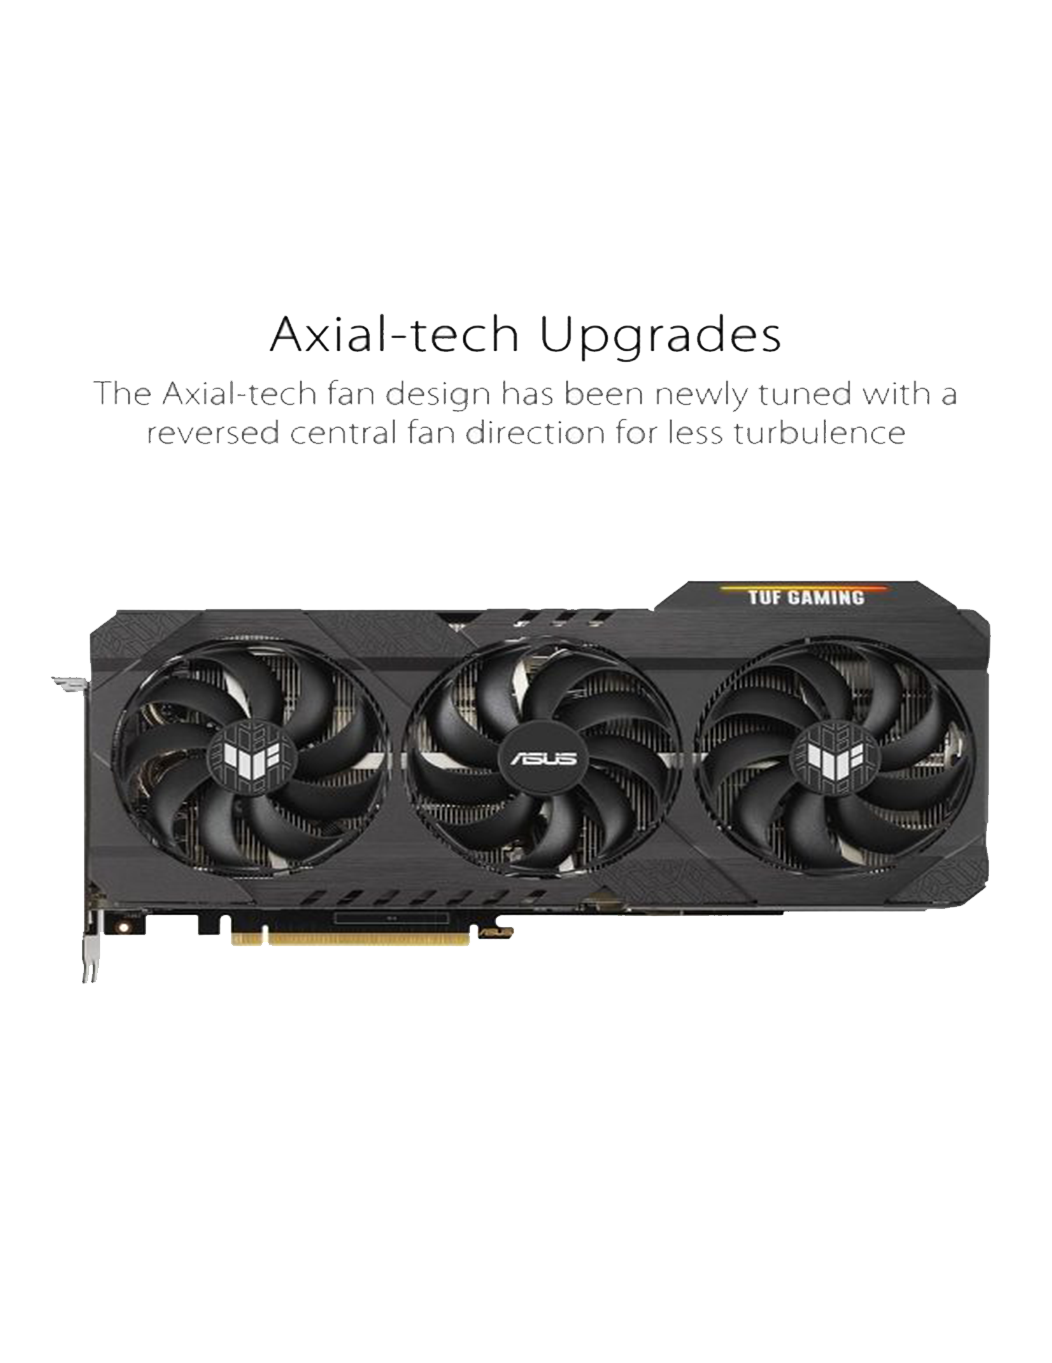 Axial-tech Upgrades
The Axial-tech fan design has been newly tuned with a
reversed central fan direction for less turbulence
TUF GAMING
ASUS
ASUS